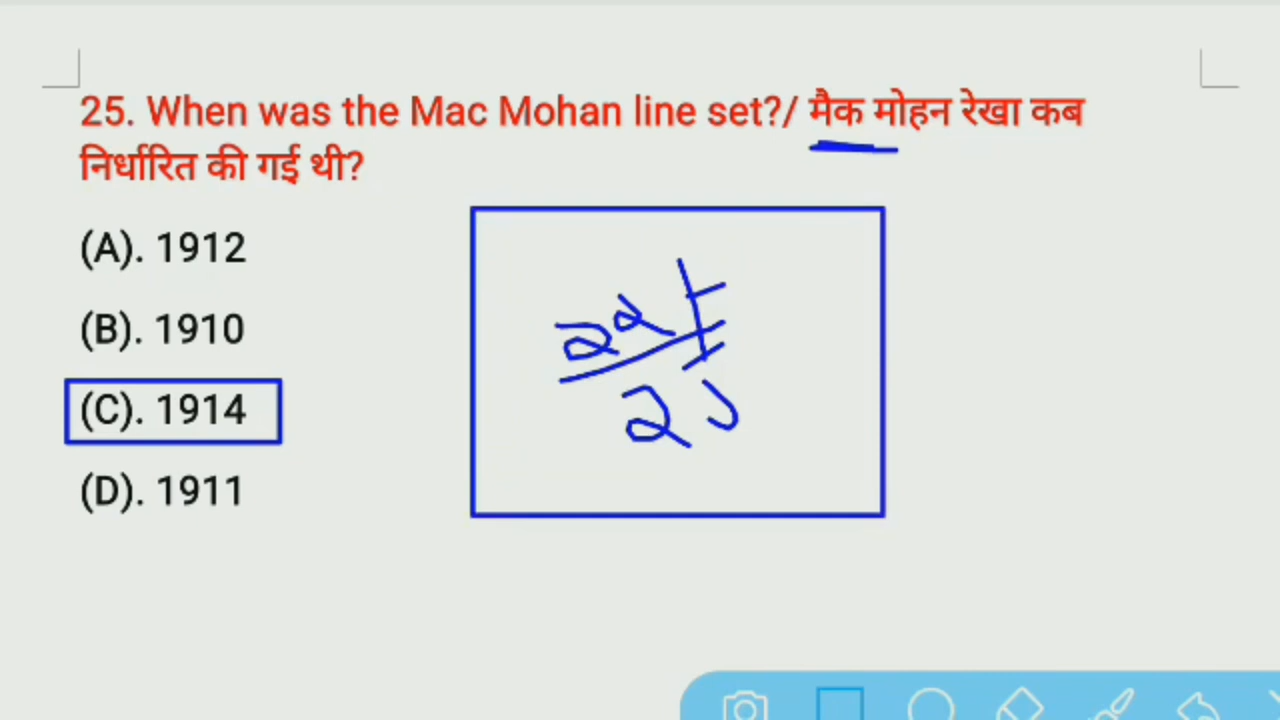 25. When was the Mac Mohan line set?/ मैक मोहन रेखा कब
निर्धारित की गई थी?
(A). 1912
(B). 1910
(C). 1914
(D). 1911